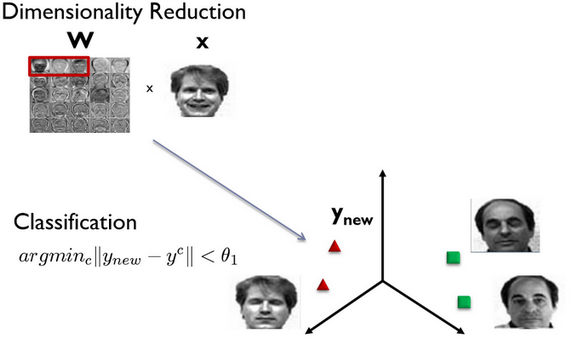 Dimensionality Reduction
W x
x
y_new
Classification
argmin_c‖y_new − y^c‖ < θ_1